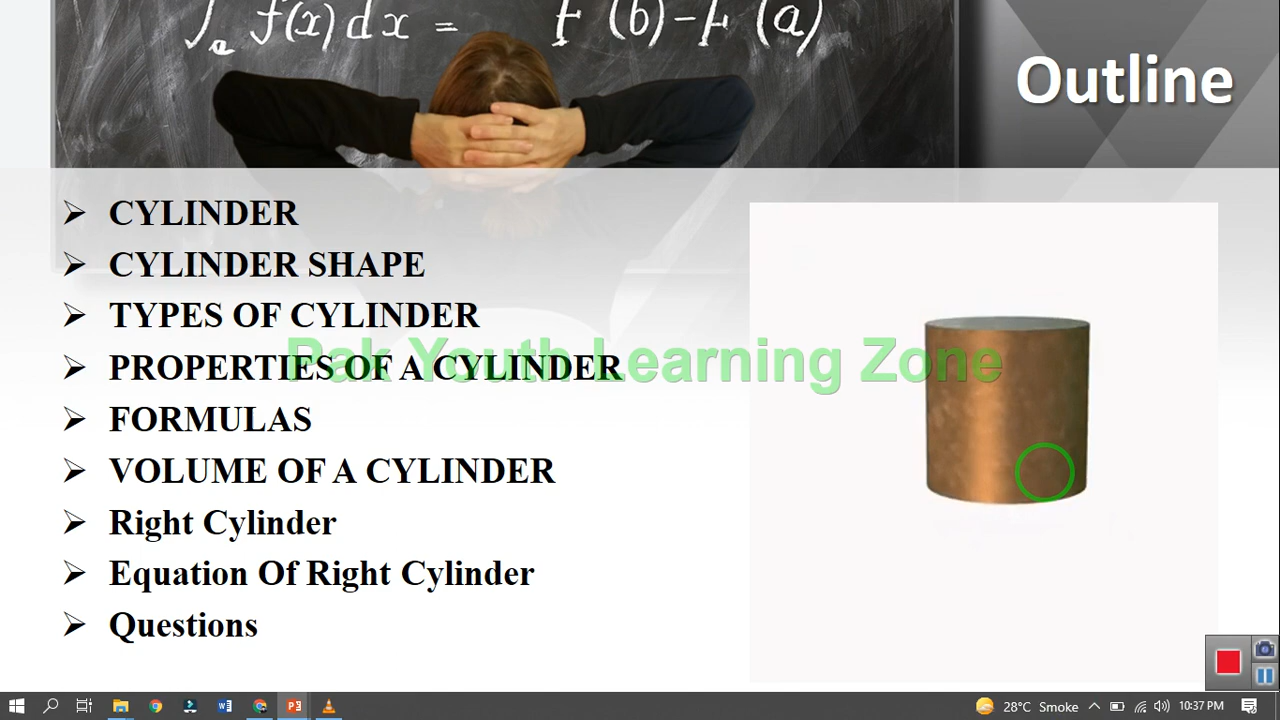 ∫ₐ f(x) dx = F(b) – F(a)
Outline
➢ CYLINDER
➢ CYLINDER SHAPE
➢ TYPES OF CYLINDER
➢ PROPERTIES OF A CYLINDER
Pak Youth Learning Zone
➢ FORMULAS
➢ VOLUME OF A CYLINDER
➢ Right Cylinder
➢ Equation Of Right Cylinder
➢ Questions
28°C Smoke 10:37 PM